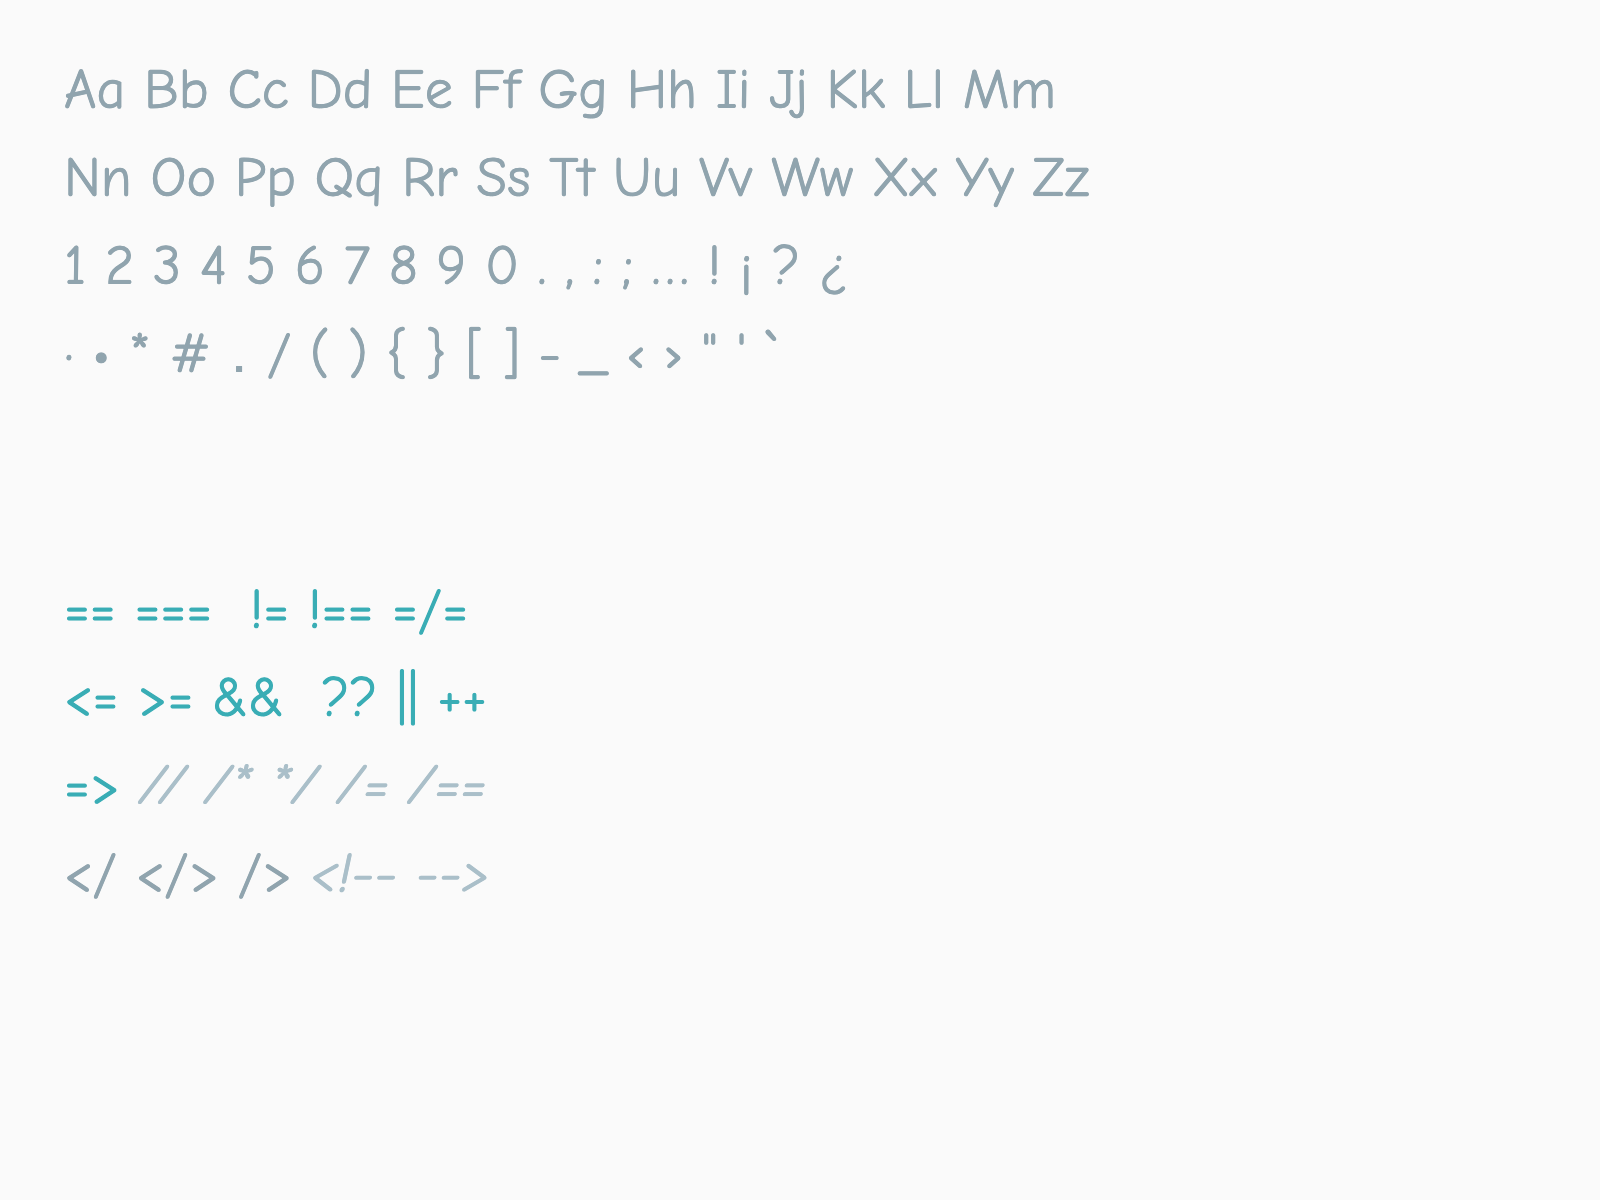 Aa Bb Cc Dd Ee Ff Gg Hh Ii Jj Kk Ll Mm
Nn Oo Pp Qq Rr Ss Tt Uu Vv Ww Xx Yy Zz
1 2 3 4 5 6 7 8 9 0 . , : ; ... ! ¡ ? ¿
· • * # . / ( ) { } [ ] - _ ‹ › " ' `
== === != !== =/=
<= >= && ?? || ++
=> // /* */ /= /==
</ </> /> <!-- -->